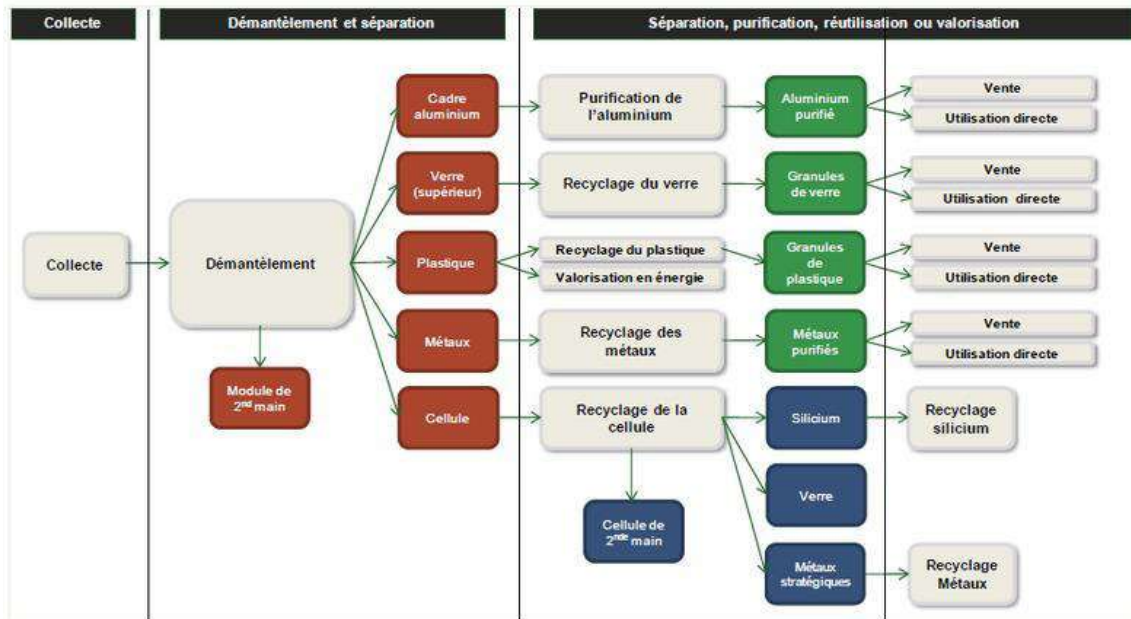 Collecte
Démantèlement et séparation
Séparation, purification, réutilisation ou valorisation
Cadre
aluminium
Purification de
l'aluminium
Aluminium
purifié
Vente
Utilisation directe
Verre
(supérieur)
Recyclage du verre
Granules
de verre
Vente
Utilisation directe
Collecte
Démantèlement
Plastique
Recyclage du plastique
Valorisation en énergie
Granules
de
plastique
Vente
Utilisation directe
Métaux
Recyclage des
métaux
Métaux
purifiés
Vente
Utilisation directe
Module de
2nd main
Cellule
Recyclage de la
cellule
Silicium
Recyclage
silicium
Verre
Cellule de
2nde main
Métaux
stratégiques
Recyclage
Métaux